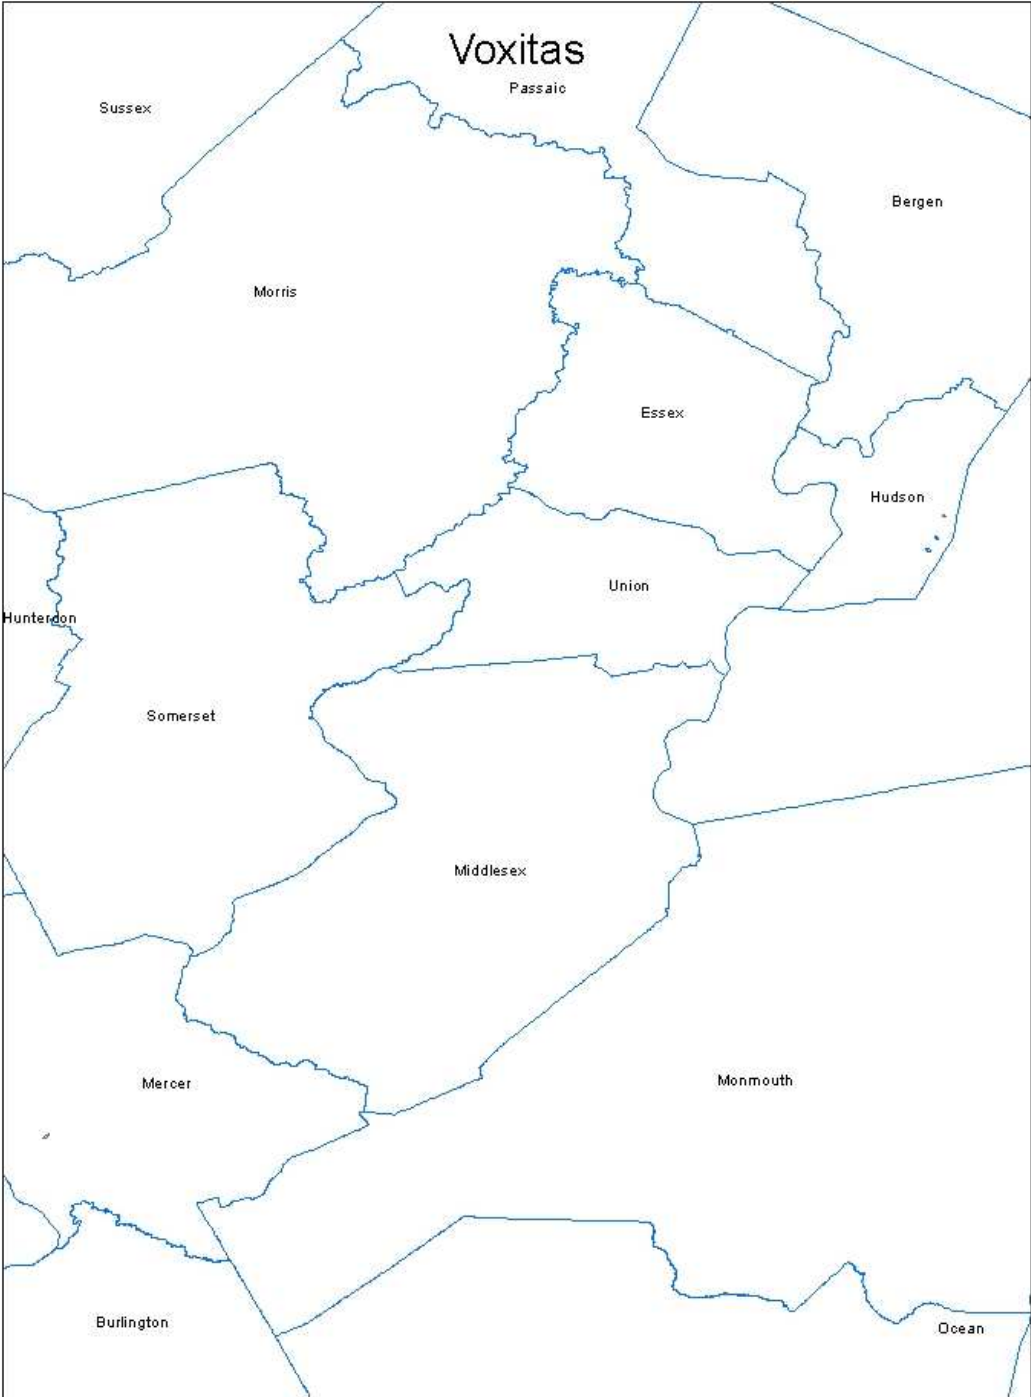 Voxitas
Passaic
Sussex
Bergen
Morris
Essex
Hudson
Union
Hunterdon
Somerset
Middlesex
Monmouth
Mercer
Burlington
Ocean